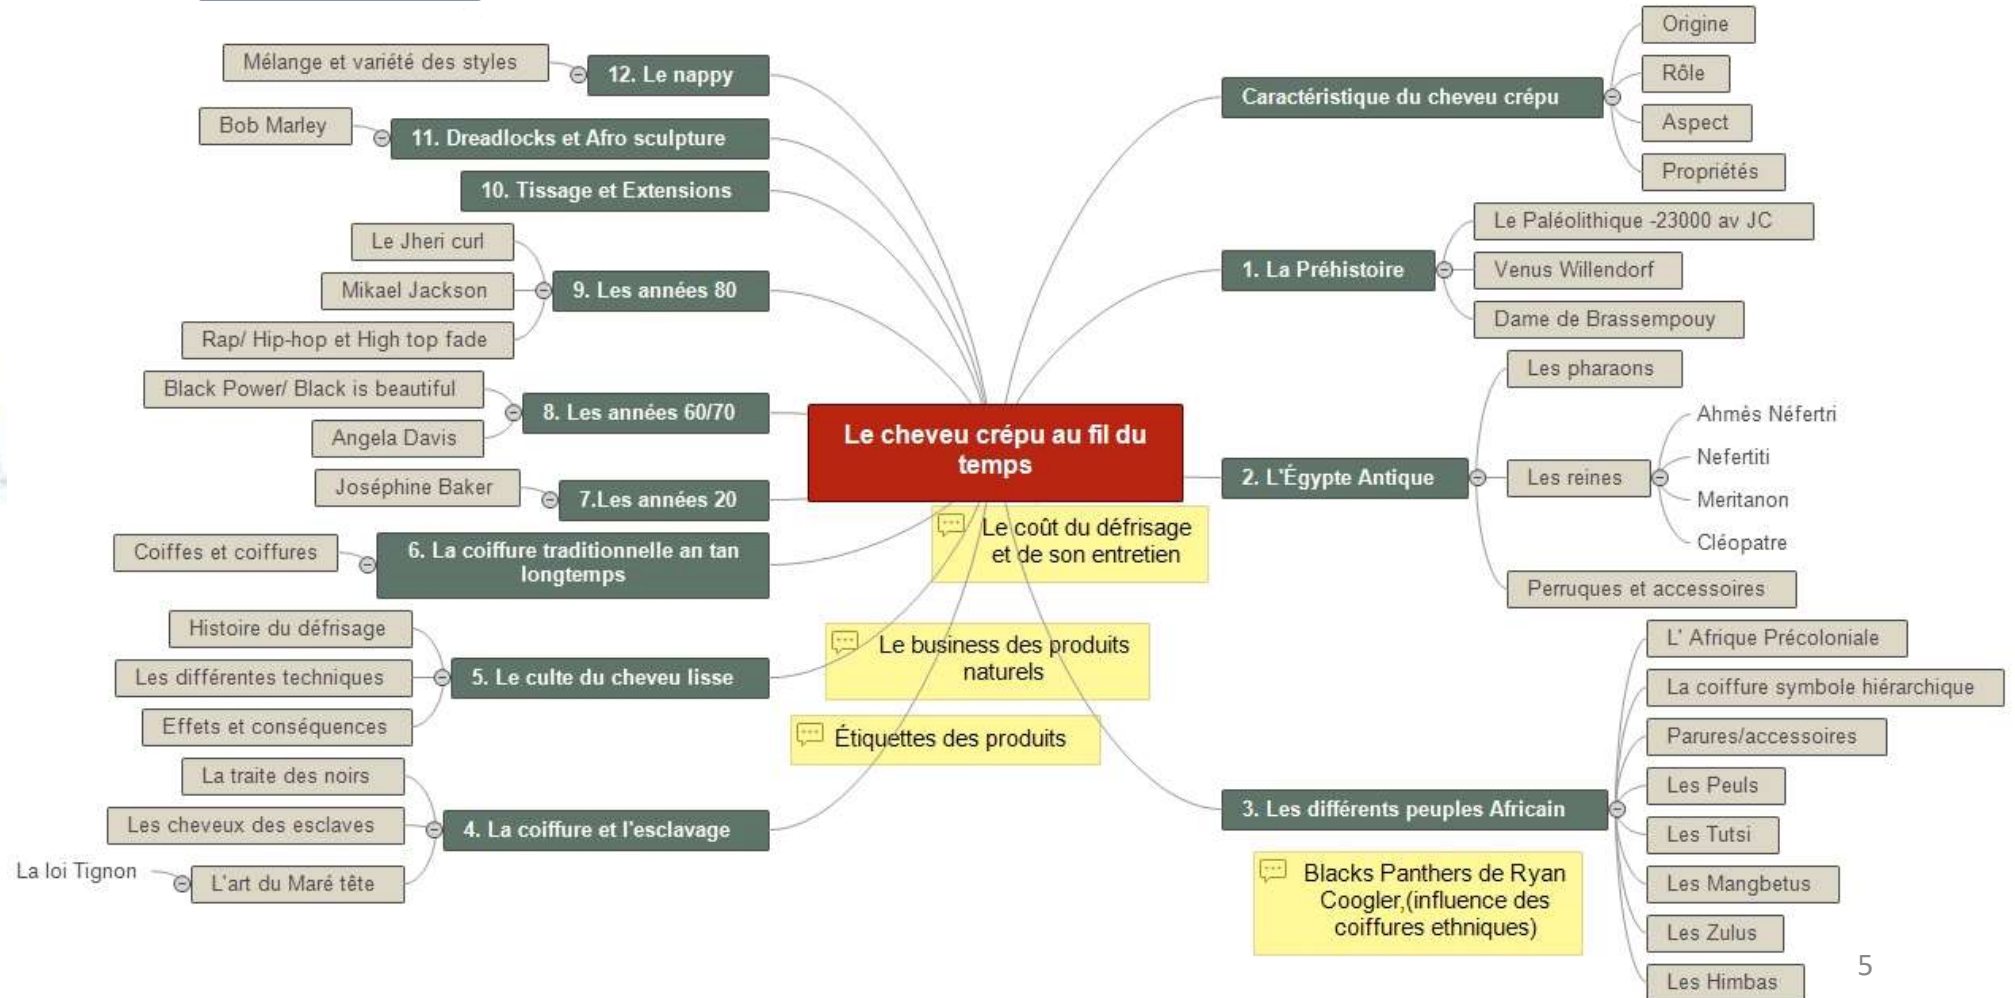 Le cheveu crépu au fil du
temps
Caractéristique du cheveu crépu
Origine
Rôle
Aspect
Propriétés
1. La Préhistoire
Le Paléolithique -23000 av JC
Venus Willendorf
Dame de Brassempouy
2. L'Égypte Antique
Les pharaons
Les reines
Ahmès Néfertri
Nefertiti
Meritanon
Cléopatre
Perruques et accessoires
3. Les différents peuples Africain
L' Afrique Précoloniale
La coiffure symbole hiérarchique
Parures/accessoires
Les Peuls
Les Tutsi
Les Mangbetus
Les Zulus
Les Himbas
Blacks Panthers de Ryan
Coogler,(influence des
coiffures ethniques)
4. La coiffure et l'esclavage
La traite des noirs
Les cheveux des esclaves
L'art du Maré tête
La loi Tignon
5. Le culte du cheveu lisse
Histoire du défrisage
Les différentes techniques
Effets et conséquences
6. La coiffure traditionnelle an tan
longtemps
Coiffes et coiffures
7.Les années 20
Joséphine Baker
8. Les années 60/70
Black Power/ Black is beautiful
Angela Davis
9. Les années 80
Le Jheri curl
Mikael Jackson
Rap/ Hip-hop et High top fade
10. Tissage et Extensions
11. Dreadlocks et Afro sculpture
Bob Marley
12. Le nappy
Mélange et variété des styles
Le coût du défrisage
et de son entretien
Le business des produits
naturels
Étiquettes des produits
5